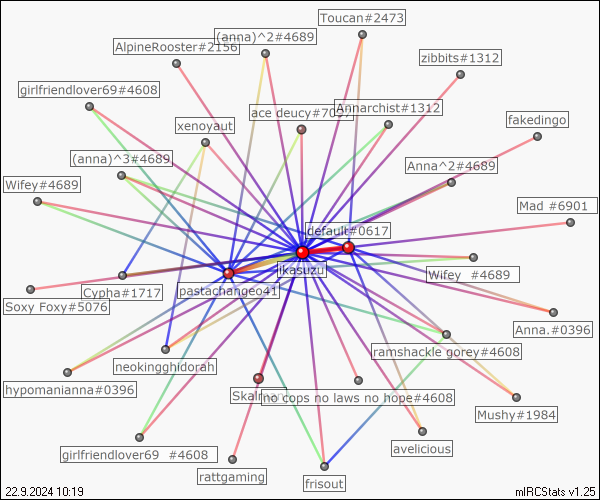 Toucan#2473
(anna)^2#4689
AlpineRooster#2156
zibbits#1312
girlfriendlover69#4608
ace deucy#7097
Annarchist#1312
fakedingo
xenoyaut
(anna)^3#4689
Anna^2#4689
Wifey#4689
Mad #6901
default#0617
ikasuzu
Wifey  #4689
Cypha#1717
pastachangeo41
Soxy Foxy#5076
Anna.#0396
ramshackle gorey#4608
neokingghidorah
hypomanianna#0396
no cops no laws no hope#4608
Mushy#1984
girlfriendlover69  #4608
avelicious
rattgaming
frisout
22.9.2024 10:19
mIRCStats v1.25